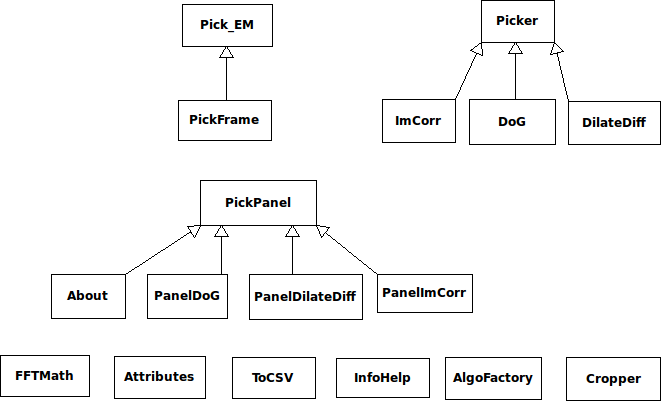 Pick_EM
Picker
PickFrame
ImCorr
DoG
DilateDiff
PickPanel
About
PanelDoG
PanelDilateDiff
PanelImCorr
FFTMath
Attributes
ToCSV
InfoHelp
AlgoFactory
Cropper